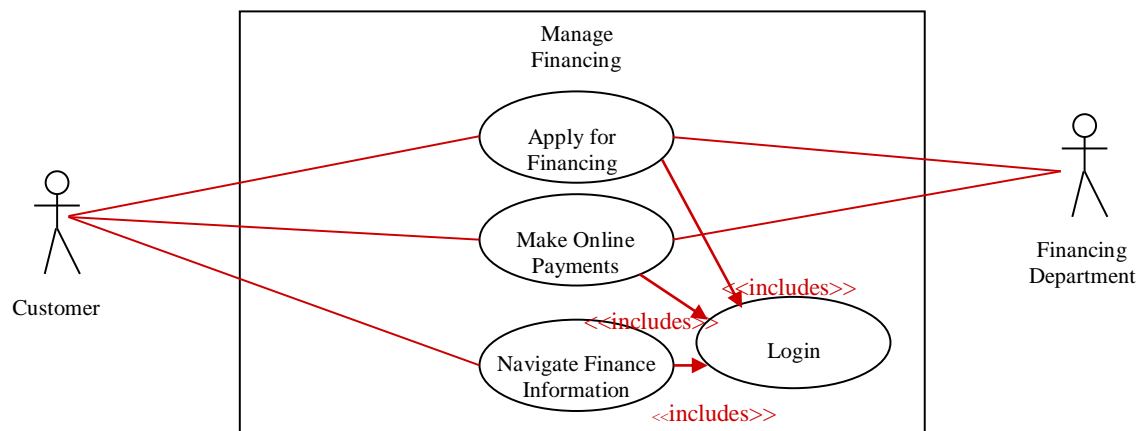 Manage
Financing
Apply for
Financing
Make Online
Payments
Financing
Department
<<includes>>
Customer
<<includes>>
Login
Navigate Finance
Information
<<includes>>